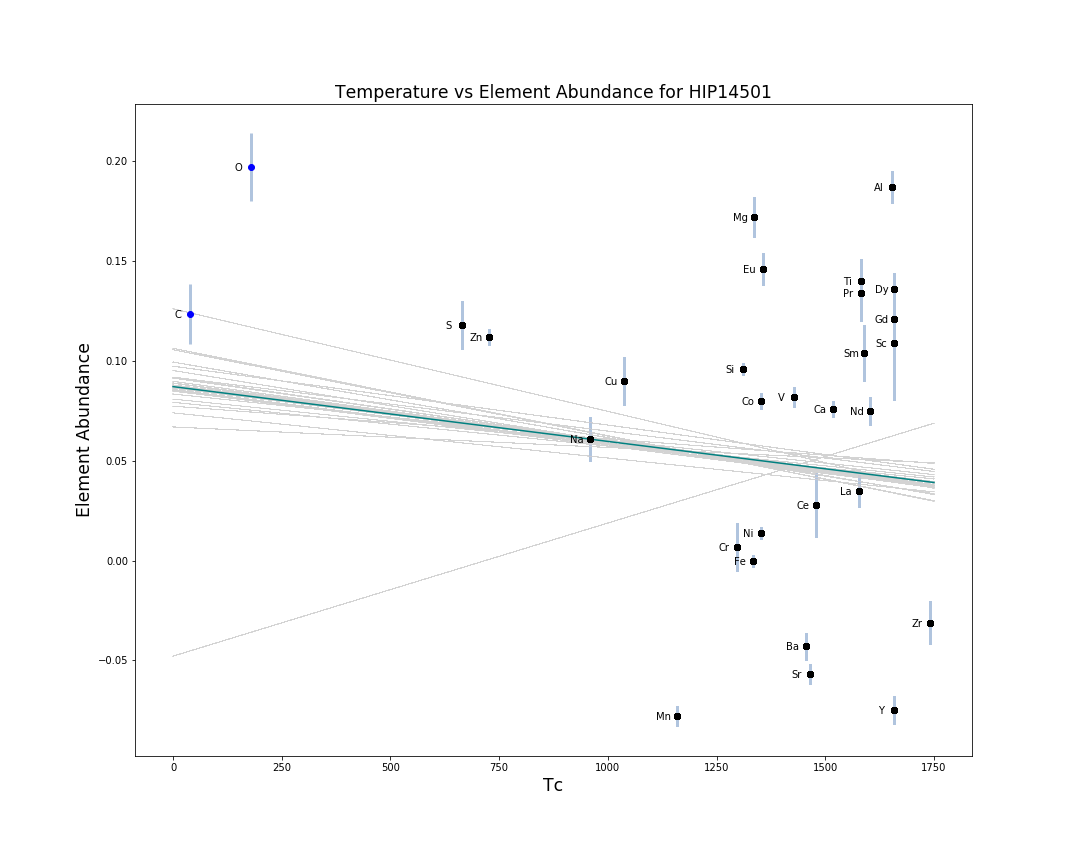 Temperature vs Element Abundance for HIP14501
0.20
O
Al
Mg
0.15
Eu
Ti
Dy
Pr
C
Gd
S
Zn
Sc
Sm
0.10
Si
Cu
V
Co
Ca
Nd
Na
0.05
La
Ce
Ni
Cr
Fe
0.00
Zr
Ba
−0.05
Sr
Y
Mn
0
250
500
750
1000
1250
1500
1750
Tc
Element Abundance